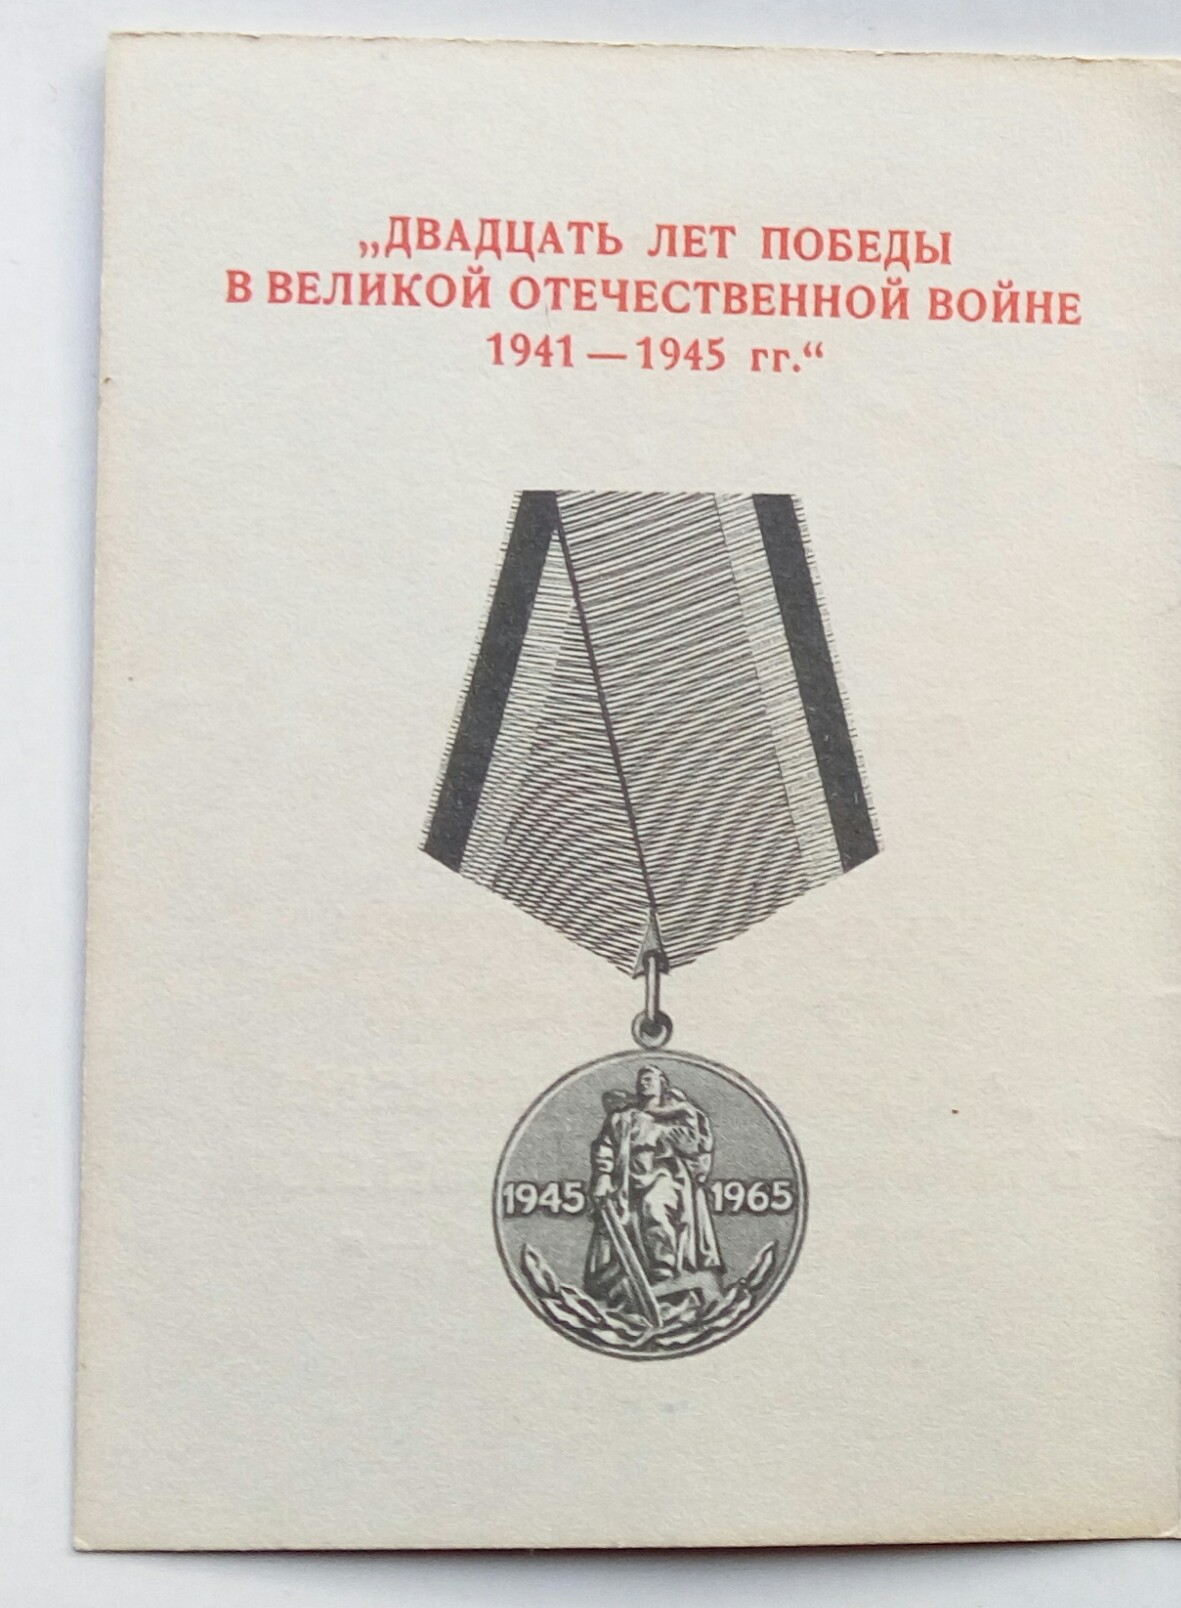 „ДВАДЦАТЬ ЛЕТ ПОБЕДЫ
В ВЕЛИКОЙ ОТЕЧЕСТВЕННОЙ ВОЙНЕ
1941 — 1945 гг.“
1945 1965